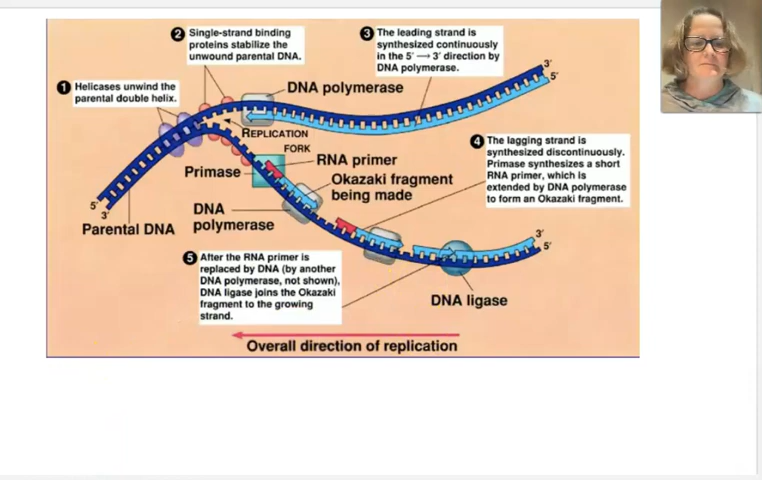 ❷ Single-strand binding
proteins stabilize the
unwound parental DNA.
❸ The leading strand is
synthesized continuously
in the 5' → 3' direction by
DNA polymerase.
❶ Helicases unwind the
parental double helix.
DNA polymerase
3'
5'
REPLICATION
FORK
❹ The lagging strand is
synthesized discontinuously.
Primase synthesizes a short
RNA primer, which is
extended by DNA polymerase
to form an Okazaki fragment.
Primase
RNA primer
Okazaki fragment
being made
5'
3'
Parental DNA
DNA
polymerase
3'
5'
❺ After the RNA primer is
replaced by DNA (by another
DNA polymerase, not shown),
DNA ligase joins the Okazaki
fragment to the growing
strand.
DNA ligase
Overall direction of replication